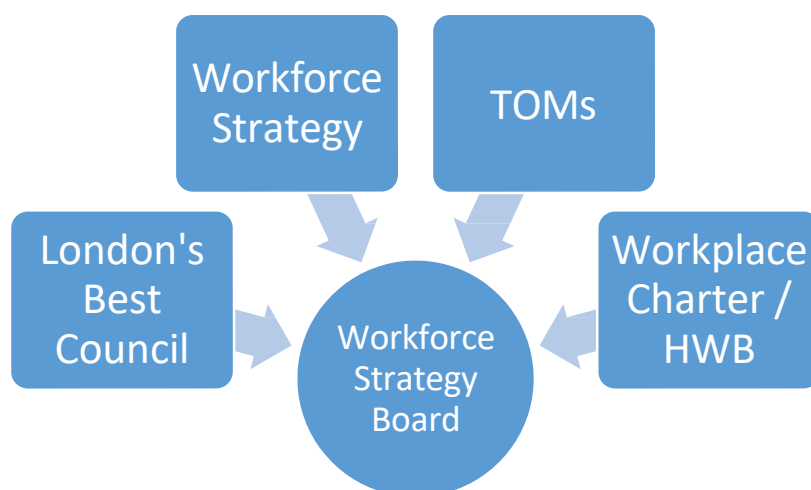 Workforce
Strategy
TOMs
London's
Best
Council
Workforce
Strategy
Board
Workplace
Charter /
HWB